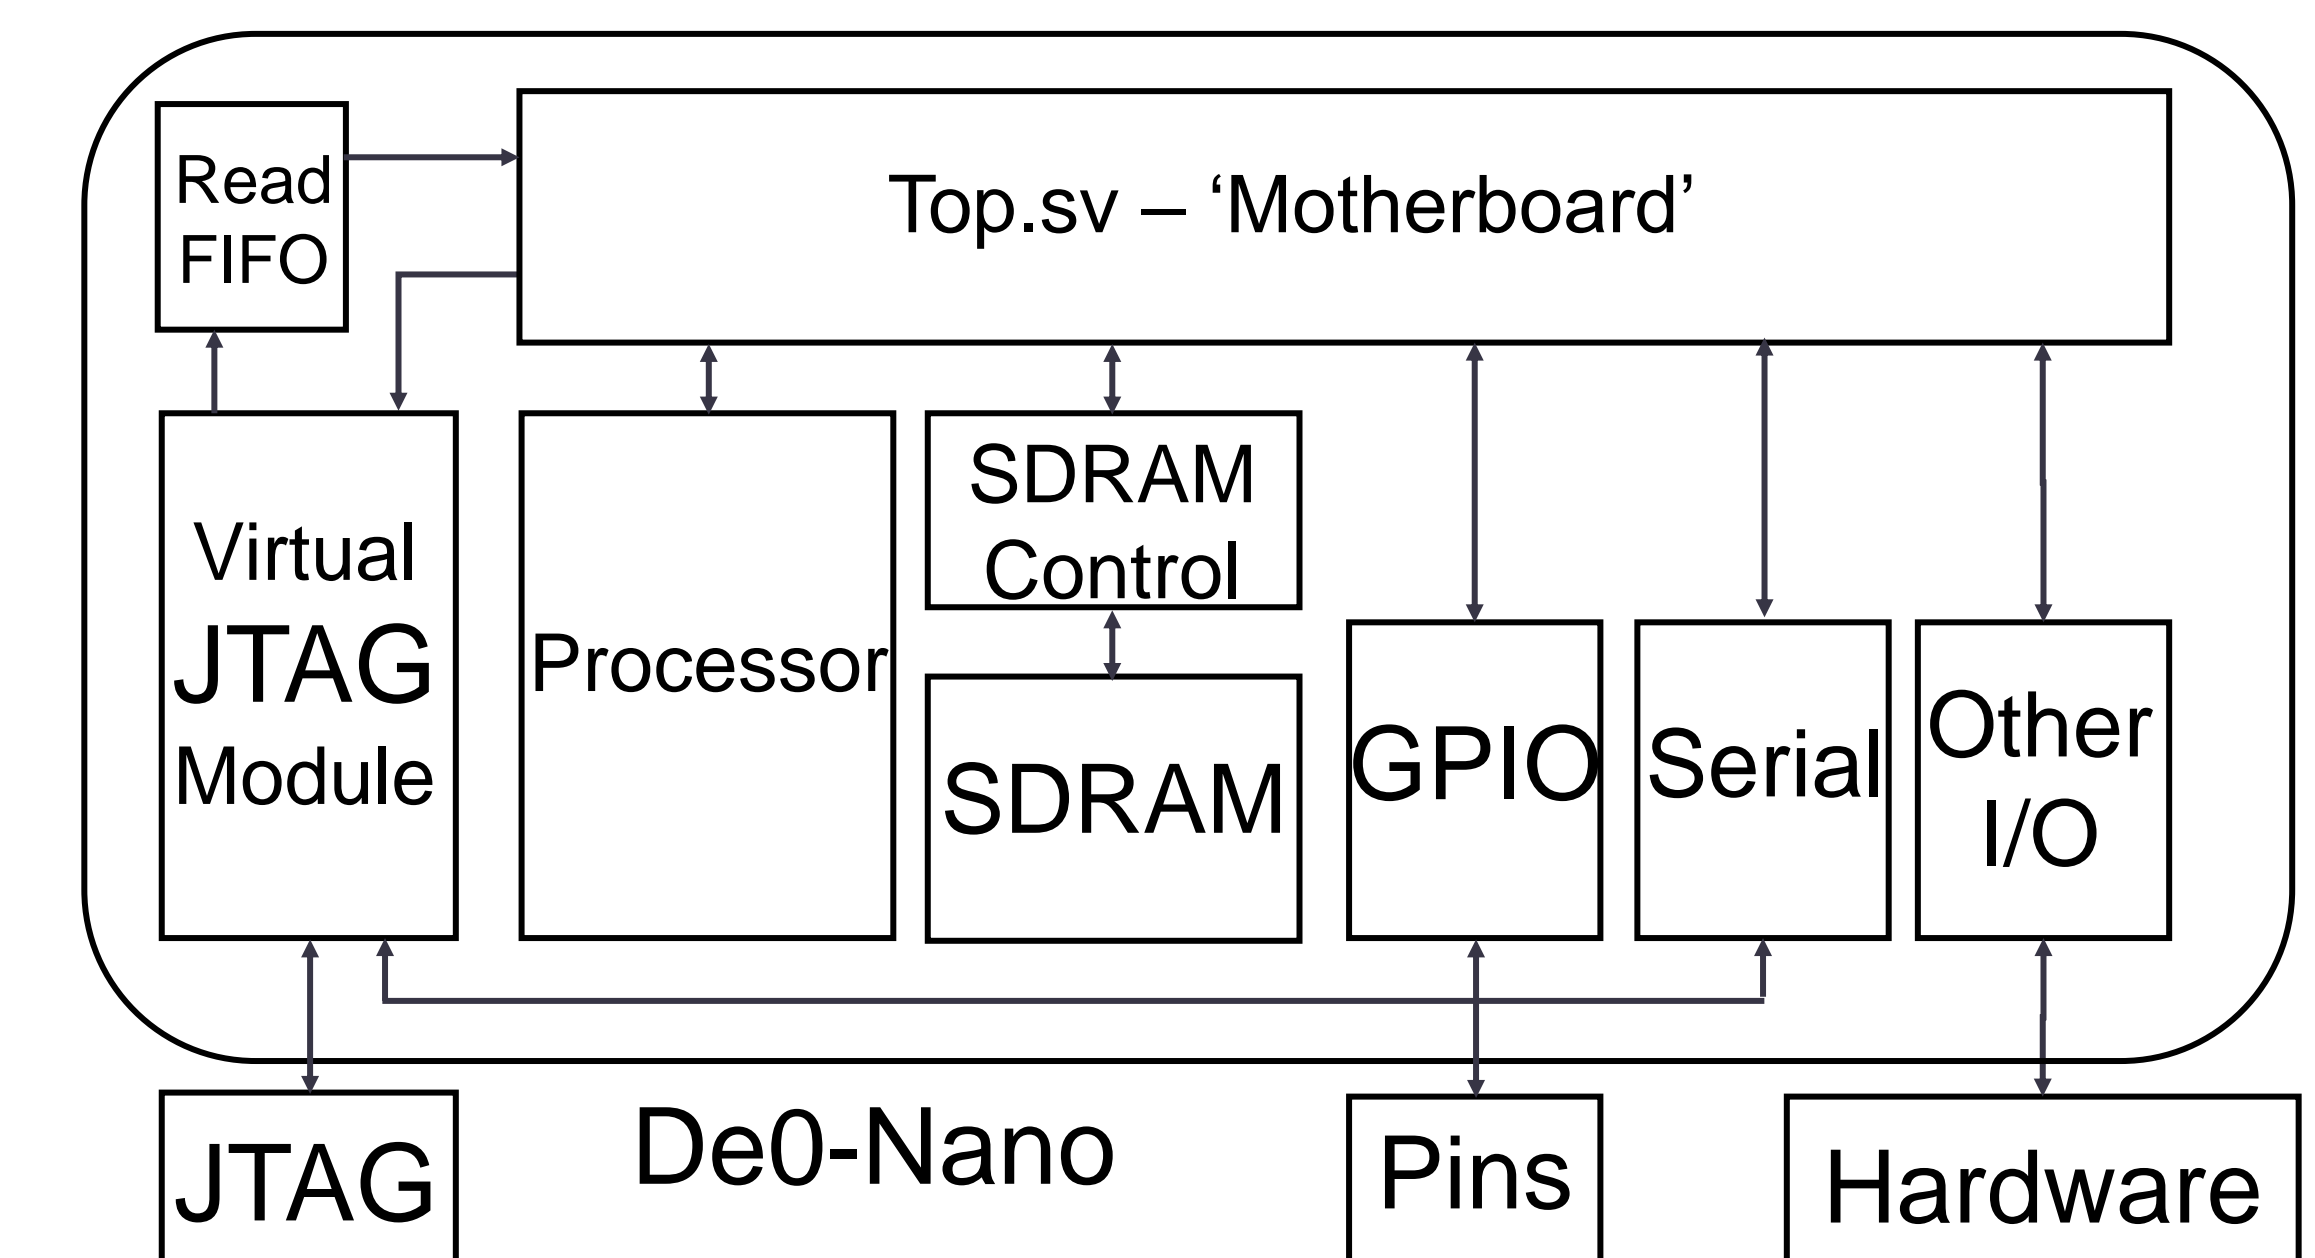 Read
FIFO
Top.sv – ‘Motherboard’
Virtual
JTAG
Module
Processor
SDRAM
Control
SDRAM
GPIO
Serial
Other
I/O
JTAG
De0-Nano
Pins
Hardware